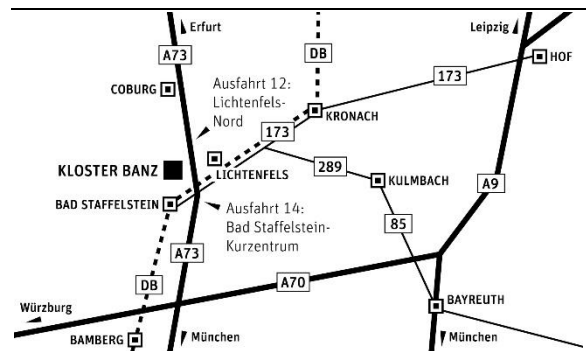 Erfurt
Leipzig
A73
DB
HOF
173
COBURG
Ausfahrt 12:
Lichtenfels-
Nord
KRONACH
173
KLOSTER BANZ
LICHTENFELS
289
KULMBACH
A9
BAD STAFFELSTEIN
Ausfahrt 14:
Bad Staffelstein-
Kurzentrum
85
A73
DB
A70
Würzburg
BAYREUTH
BAMBERG
München
München